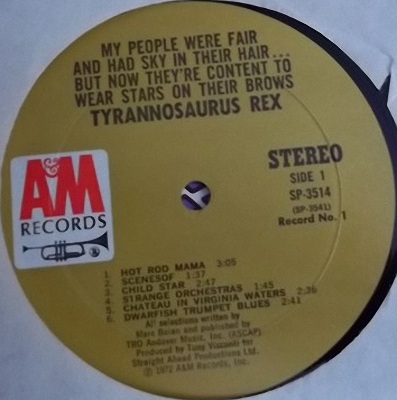 MY PEOPLE WERE FAIR
AND HAD SKY IN THEIR HAIR...
BUT NOW THEY'RE CONTENT TO
WEAR STARS ON THEIR BROWS
TYRANNOSAURUS REX
A&M
RECORDS
®
STEREO
SIDE 1
SP-3514
(SP-3541)
Record No. 1
1. HOT ROD MAMA 3:05
2. SCENESOF 1:37
3. CHILD STAR 2:47
4. STRANGE ORCHESTRAS 1:45
5. CHATEAU IN VIRGINIA WATERS 2:36
6. DWARFISH TRUMPET BLUES 2:41
All selections written by
Marc Bolan and published by
TRO Andover Music, Inc. (ASCAP)
Produced by Tony Visconti for
Straight Ahead Productions Ltd.
℗ 1972 A&M Records, Inc.